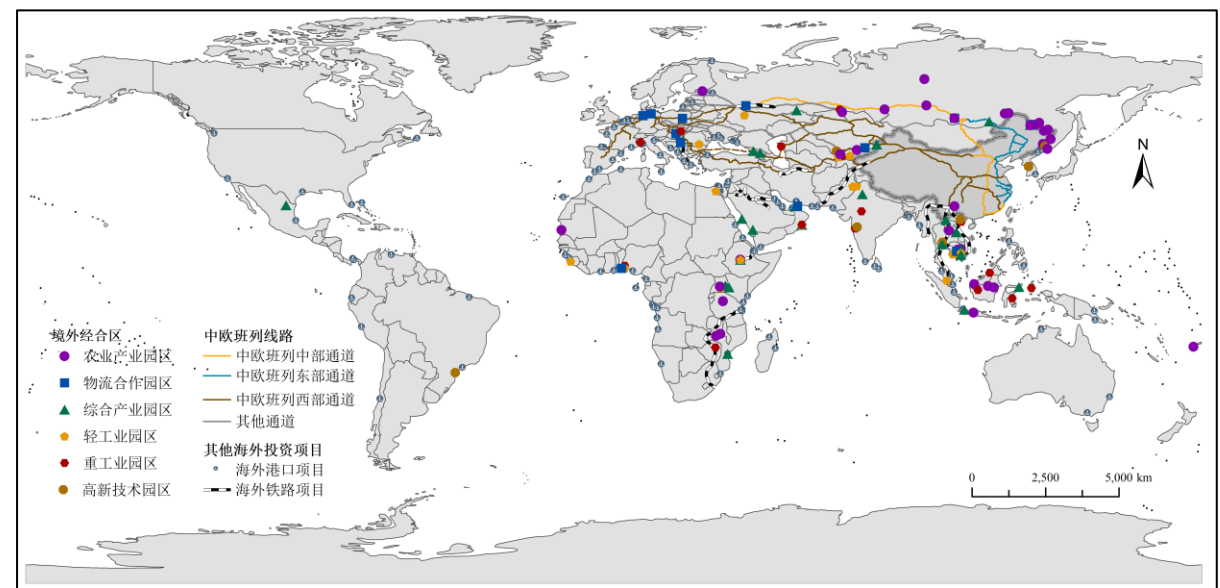 N
境外经合区
农业产业园区
物流合作园区
综合产业园区
轻工业园区
重工业园区
高新技术园区
中欧班列线路
中欧班列中部通道
中欧班列东部通道
中欧班列西部通道
其他通道
其他海外投资项目
海外港口项目
海外铁路项目
0 2,500 5,000 km